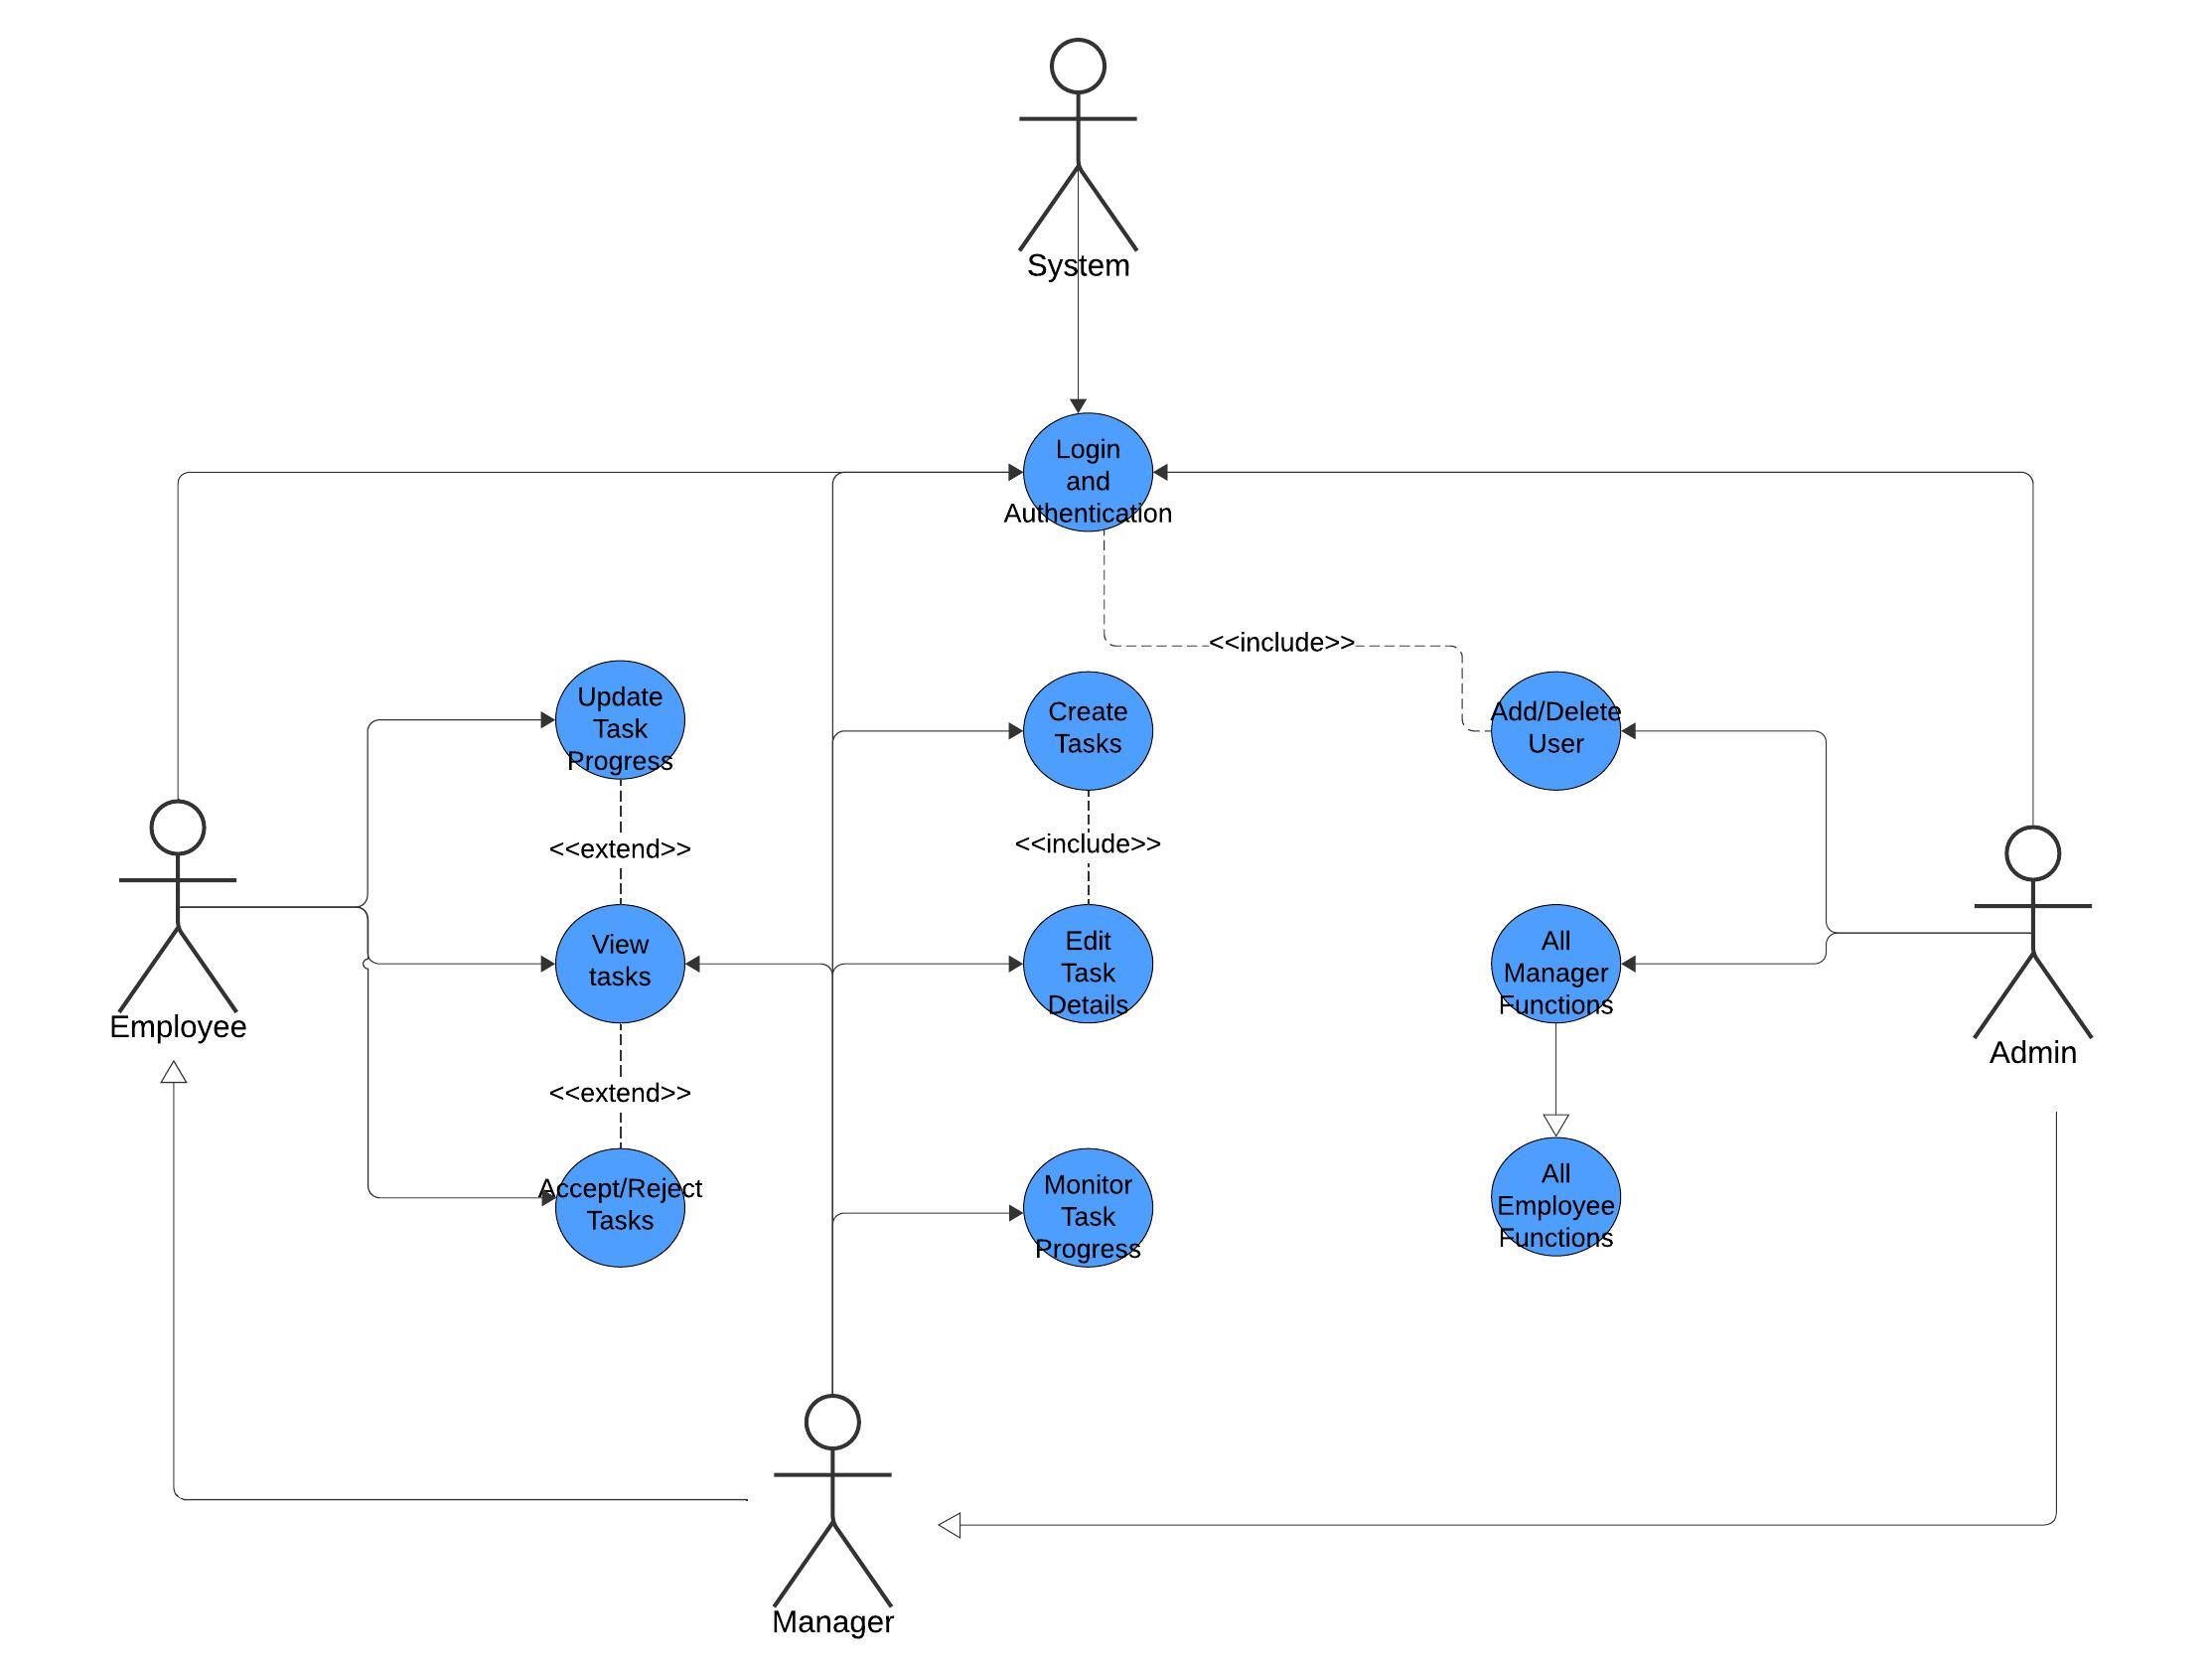 System
Login
and
Authentication
<<include>>
Update
Task
Progress
Create
Tasks
Add/Delete
User
<<extend>>
<<include>>
View
tasks
Edit
Task
Details
All
Manager
Functions
Employee
Admin
<<extend>>
Accept/Reject
Tasks
Monitor
Task
Progress
All
Employee
Functions
Manager